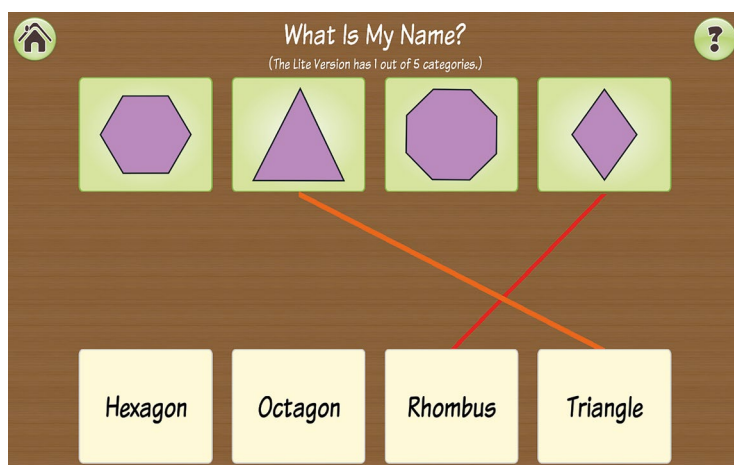 What Is My Name?
(The Lite Version has 1 out of 5 categories.)
?
Hexagon
Octagon
Rhombus
Triangle